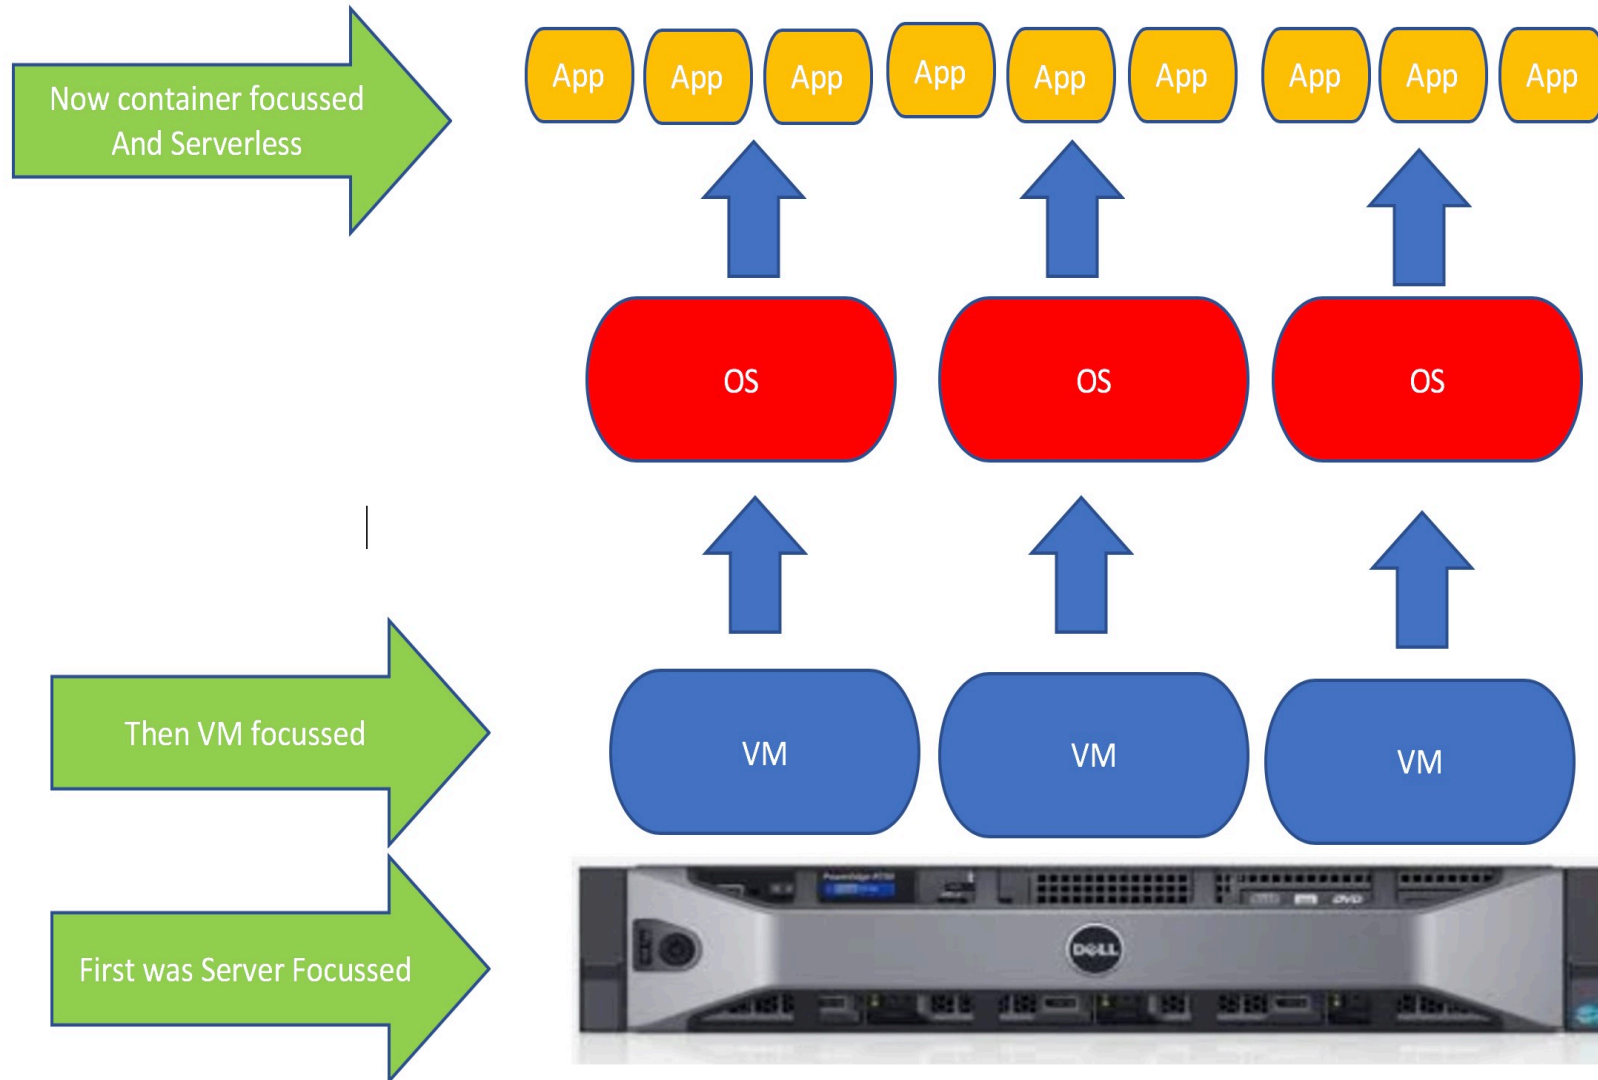 Now container focussed
And Serverless
App
App
App
App
App
App
App
App
App
OS
OS
OS
Then VM focussed
VM
VM
VM
First was Server Focussed
DELL